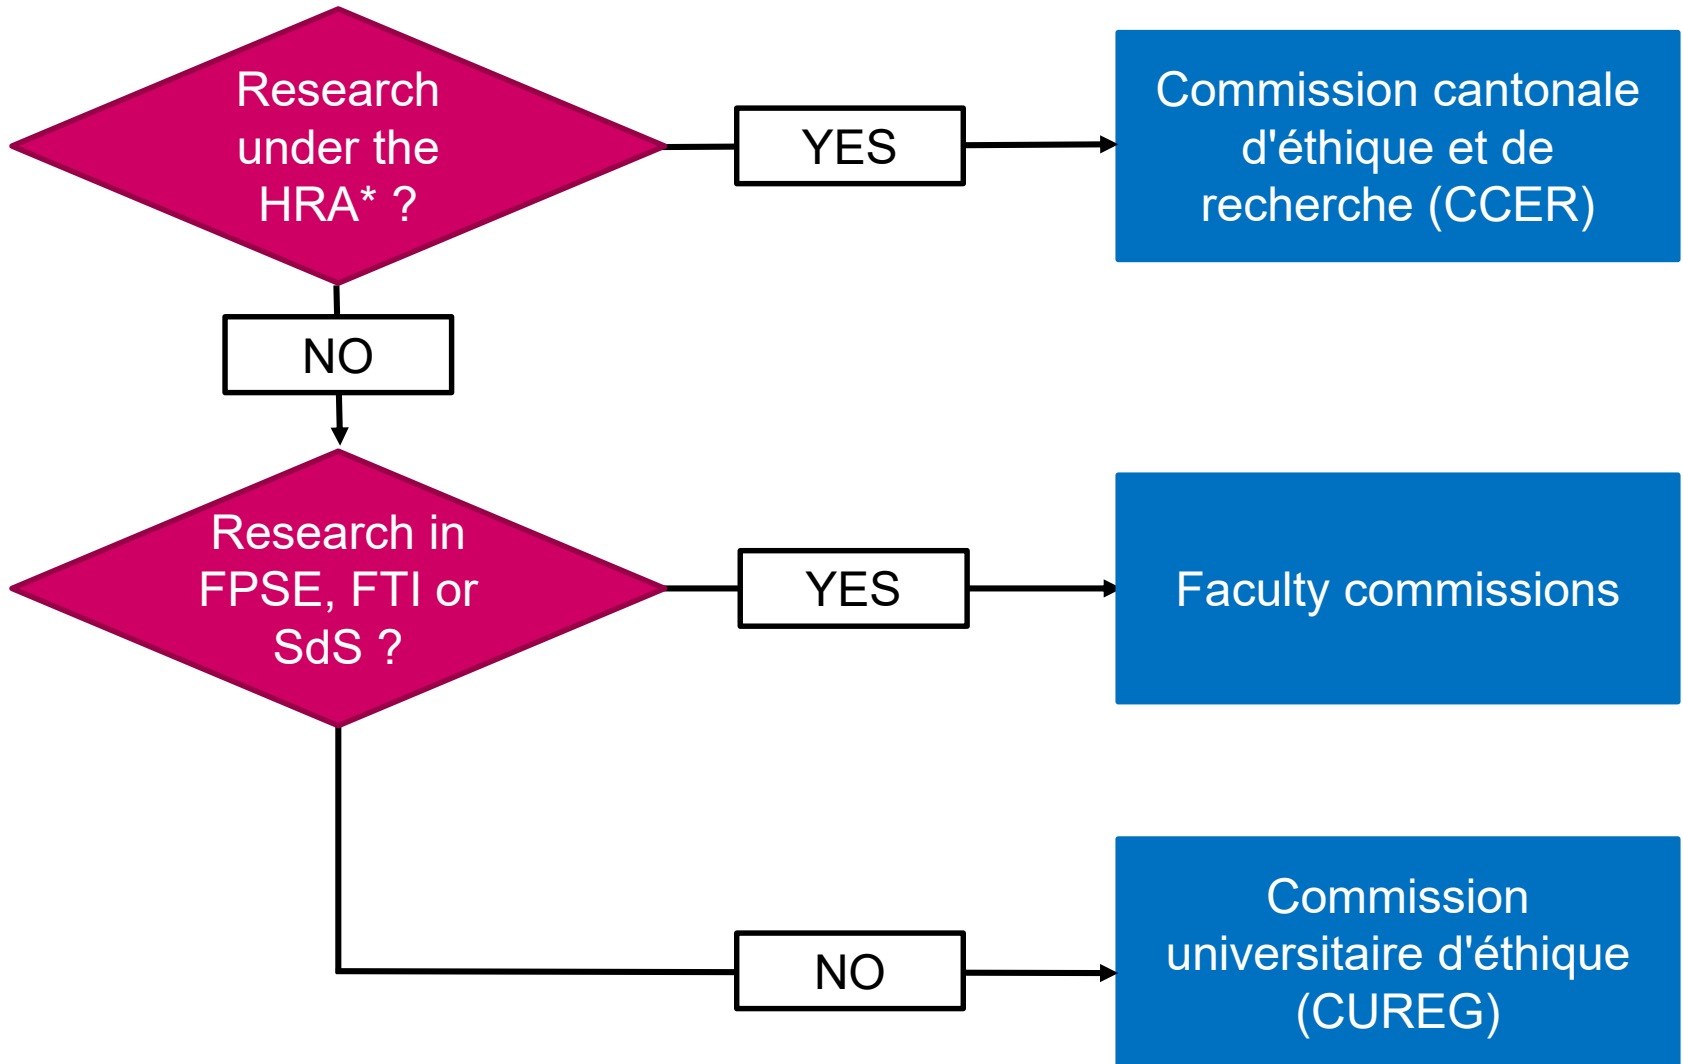 Research
under the
HRA* ?
YES
Commission cantonale
d'éthique et de
recherche (CCER)
NO
Research in
FPSE, FTI or
SdS ?
YES
Faculty commissions
NO
Commission
universitaire d'éthique
(CUREG)